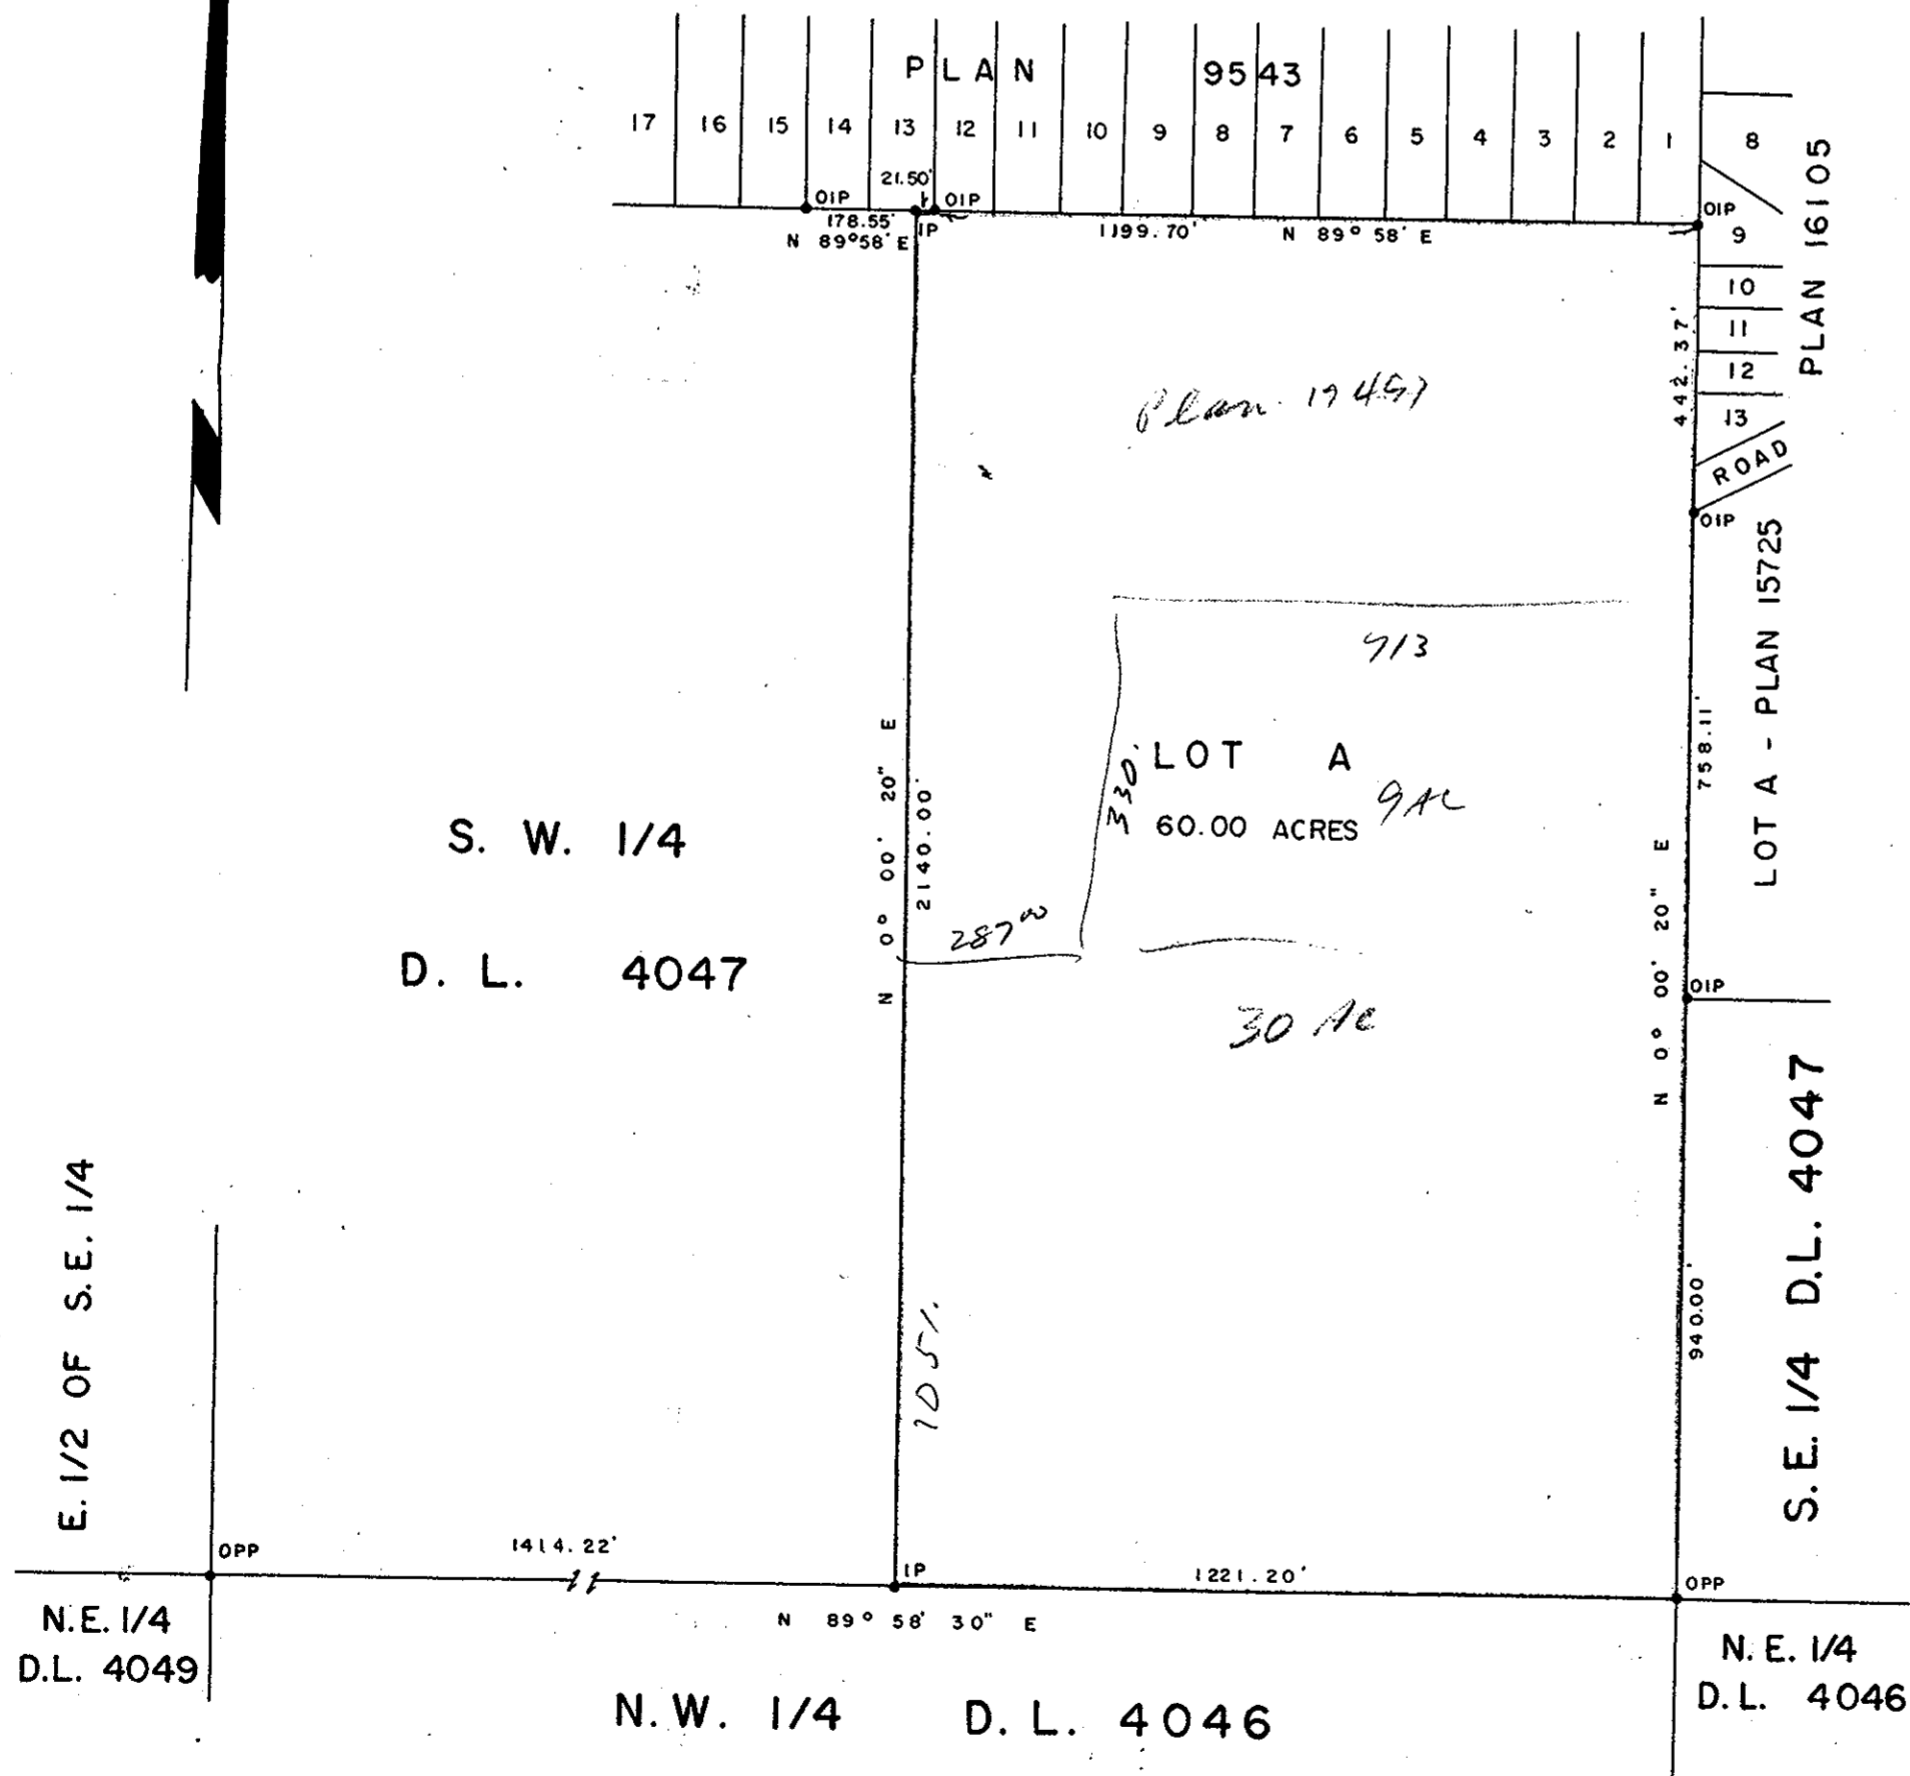 PLAN 9543
17 16 15 14 13 12 11 10 9 8 7 6 5 4 3 2 1 8
21.50'
OIP OIP OIP
178.55' IP 1199.70' N 89° 58' E 9
N 89°58' E
10
11
12
13
ROAD
PLAN 16105
442.37'
OIP
LOT A - PLAN 15725
758.11'
913
LOT A
330'
9 Ac
60.00 ACRES
N 0° 00' 20" E
2140.00'
S. W. 1/4
287⁰⁰
D. L. 4047
N 0° 00' 20" E
OIP
30 Ac
S.E. 1/4 D.L. 4047
940.00'
E. 1/2 OF S.E. 1/4
OPP 1414.22' IP 1221.20' OPP
N 89° 58' 30" E
N.E. 1/4
D.L. 4049
N.E. 1/4
D.L. 4046
N.W. 1/4 D.L. 4046
Plan